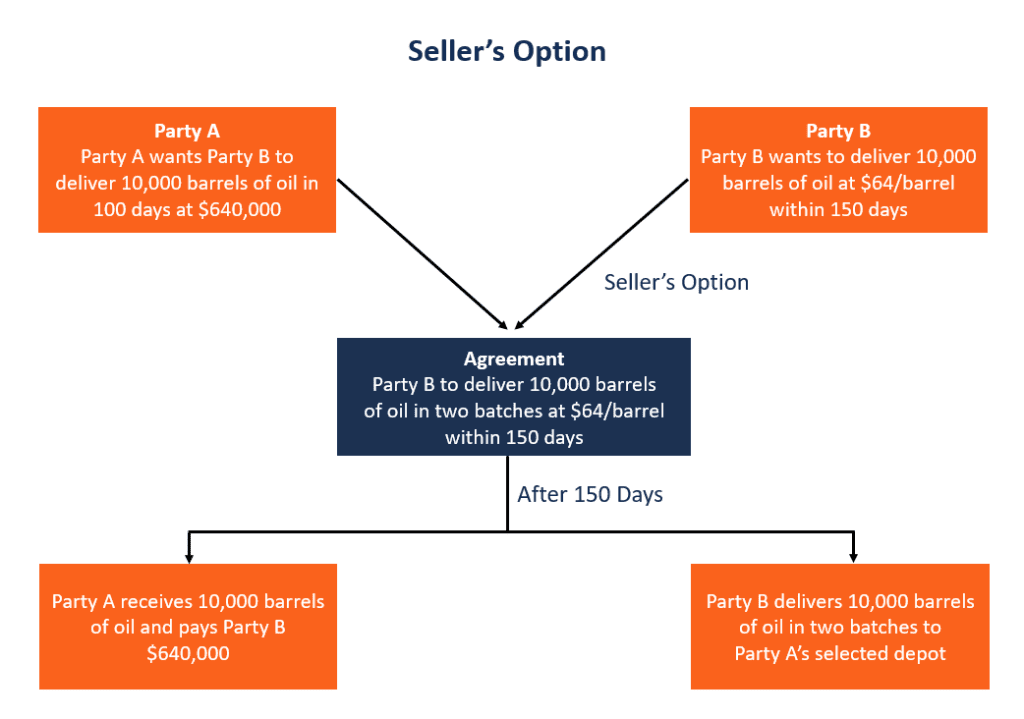 Seller’s Option
Party A
Party A wants Party B to
deliver 10,000 barrels of oil in
100 days at $640,000
Party B
Party B wants to deliver 10,000
barrels of oil at $64/barrel
within 150 days
Seller’s Option
Agreement
Party B to deliver 10,000 barrels
of oil in two batches at $64/barrel
within 150 days
After 150 Days
Party A receives 10,000 barrels
of oil and pays Party B
$640,000
Party B delivers 10,000 barrels
of oil in two batches to
Party A’s selected depot